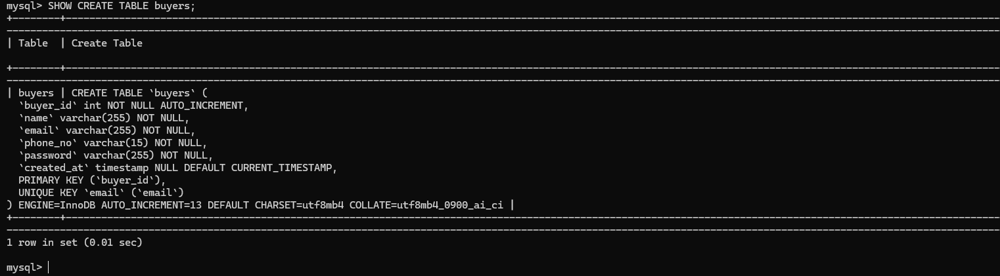 mysql> SHOW CREATE TABLE buyers;
+--------+--------------------------------------------------------------------------------
--------------------------------------------------------------------------------
| Table  | Create Table
+--------+--------------------------------------------------------------------------------
--------------------------------------------------------------------------------
| buyers | CREATE TABLE `buyers` (
  `buyer_id` int NOT NULL AUTO_INCREMENT,
  `name` varchar(255) NOT NULL,
  `email` varchar(255) NOT NULL,
  `phone_no` varchar(15) NOT NULL,
  `password` varchar(255) NOT NULL,
  `created_at` timestamp NULL DEFAULT CURRENT_TIMESTAMP,
  PRIMARY KEY (`buyer_id`),
  UNIQUE KEY `email` (`email`)
) ENGINE=InnoDB AUTO_INCREMENT=13 DEFAULT CHARSET=utf8mb4 COLLATE=utf8mb4_0900_ai_ci |
+--------+--------------------------------------------------------------------------------
--------------------------------------------------------------------------------
1 row in set (0.01 sec)
mysql>